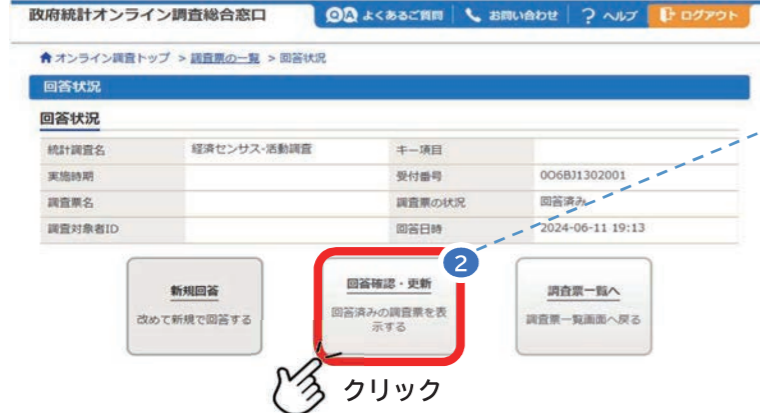 政府統計オンライン調査総合窓口 QA よくあるご質問 お問い合わせ ? ヘルプ ログアウト
オンライン調査トップ > 調査票の一覧 > 回答状況
回答状況
回答状況
統計調査名 経済センサス‐活動調査 キー項目
実施時期 受付番号 0O6BJ1302001
調査票名 調査票の状況 回答済み
調査対象者ID 回答日時 2024-06-11 19:13
2
新規回答
改めて新規で回答する
回答確認・更新
回答済みの調査票を表
示する
調査票一覧へ
調査票一覧画面へ戻る
クリック